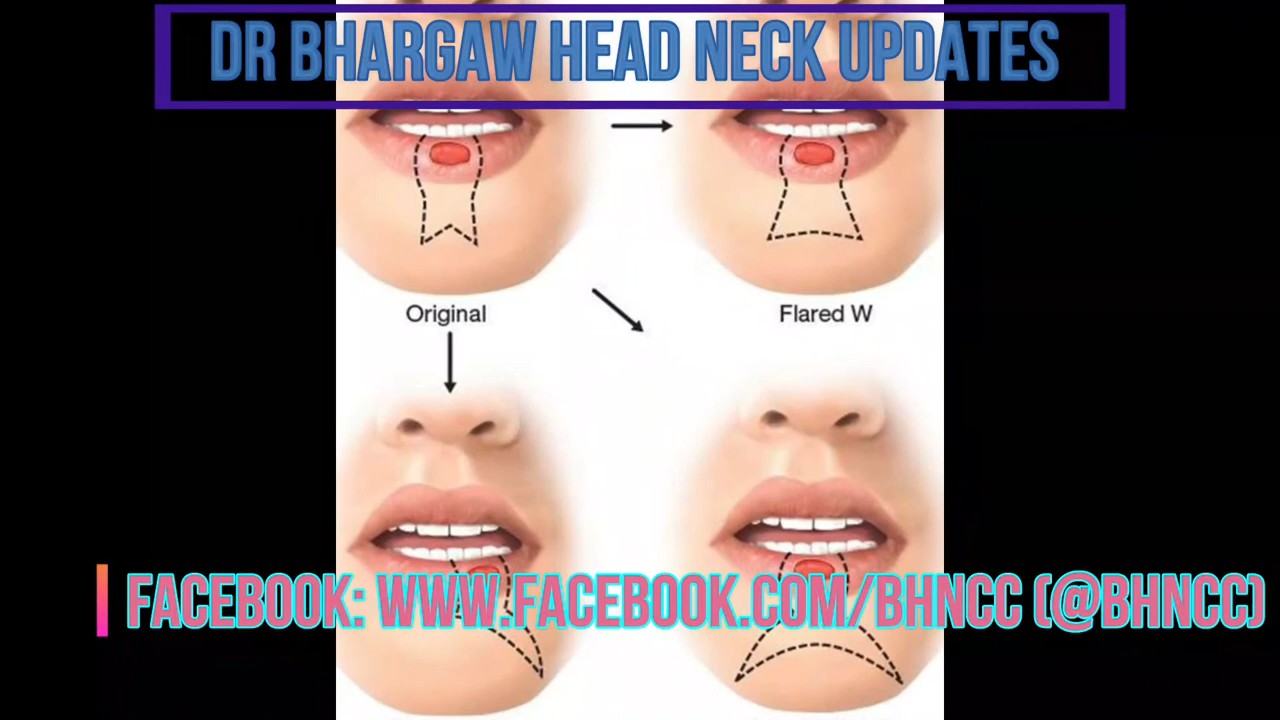 DR BHARGAW HEAD NECK UPDATES
Original
Flared W
FACEBOOK: WWW.FACEBOOK.COM/BHNCC (@BHNCC)